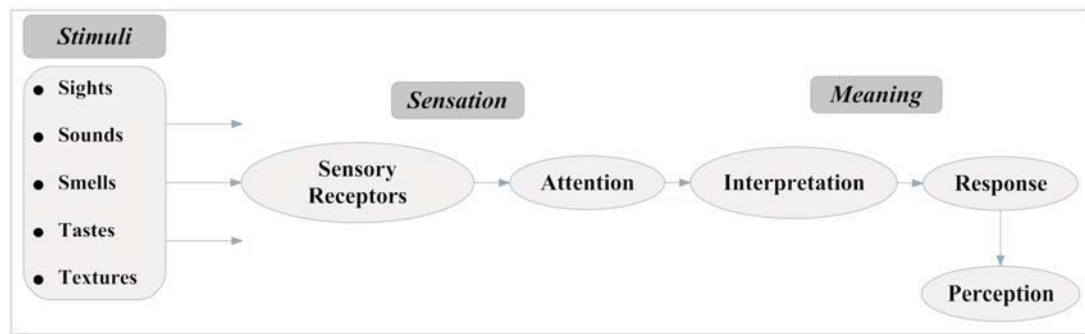 Stimuli
● Sights
● Sounds
● Smells
● Tastes
● Textures
Sensation
Sensory
Receptors
Attention
Meaning
Interpretation
Response
Perception